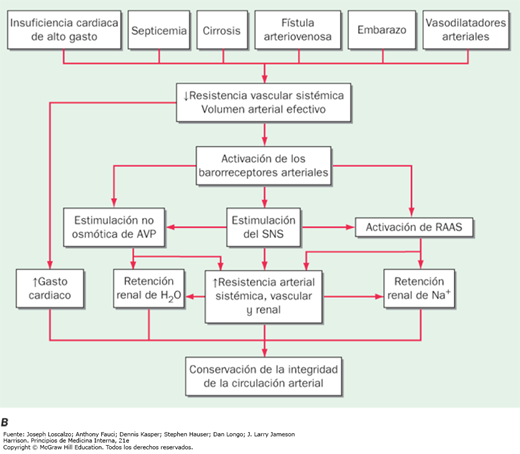 Insuficiencia cardiaca
de alto gasto
Septicemia
Cirrosis
Fístula
arteriovenosa
Embarazo
Vasodilatadores
arteriales
↓Resistencia vascular sistémica
Volumen arterial efectivo
Activación de los
barorreceptores arteriales
Estimulación no
osmótica de AVP
Estimulación
del SNS
Activación de RAAS
↑Gasto
cardiaco
Retención
renal de H2O
↑Resistencia arterial
sistémica, vascular
y renal
Retención
renal de Na+
Conservación de la integridad
de la circulación arterial
B
Fuente: Joseph Loscalzo; Anthony Fauci; Dennis Kasper; Stephen Hauser; Dan Longo; J. Larry Jameson
Harrison. Principios de Medicina Interna, 21e
Copyright © McGraw Hill Education. Todos los derechos reservados.